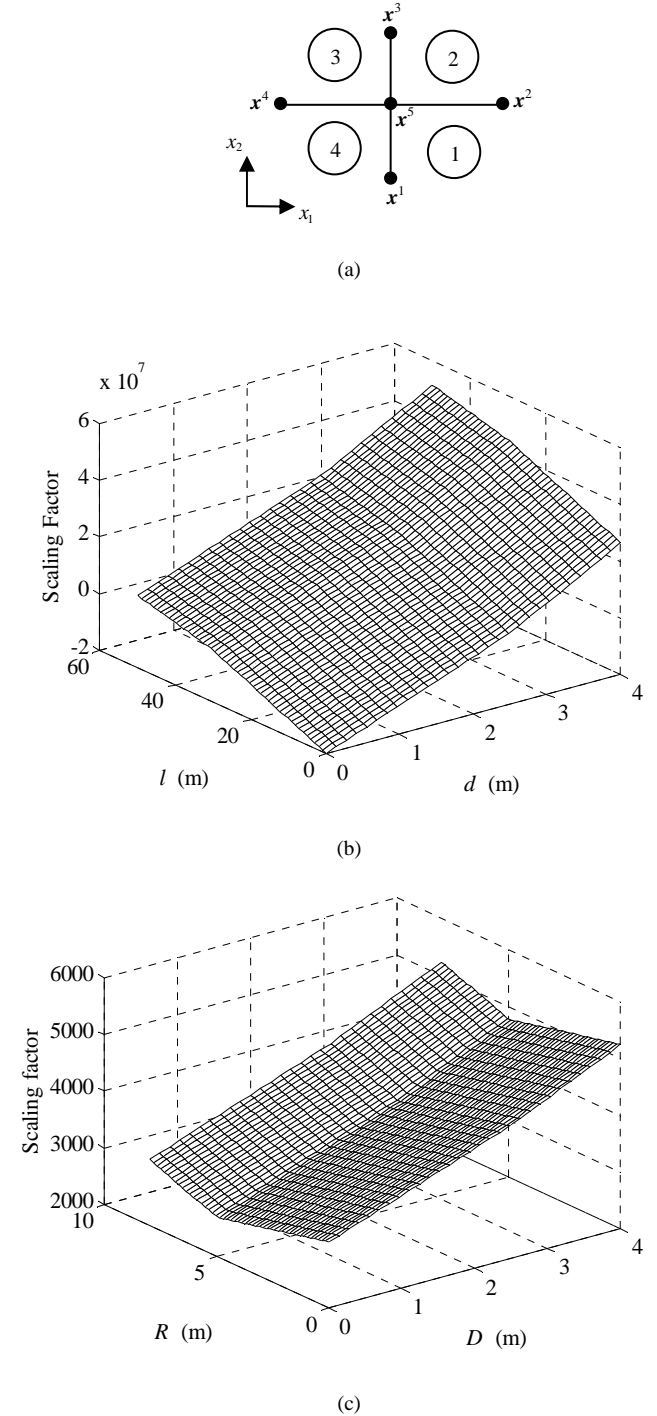 x³
3
2
x⁴
x²
x⁵
x₂
4
1
x¹
x₁
(a)
x 10⁷
6
4
2
0
-2
60
40
20
0
0
1
2
3
4
Scaling Factor
l (m)
d (m)
(b)
6000
5000
4000
3000
2000
10
5
0
0
1
2
3
4
Scaling factor
R (m)
D (m)
(c)